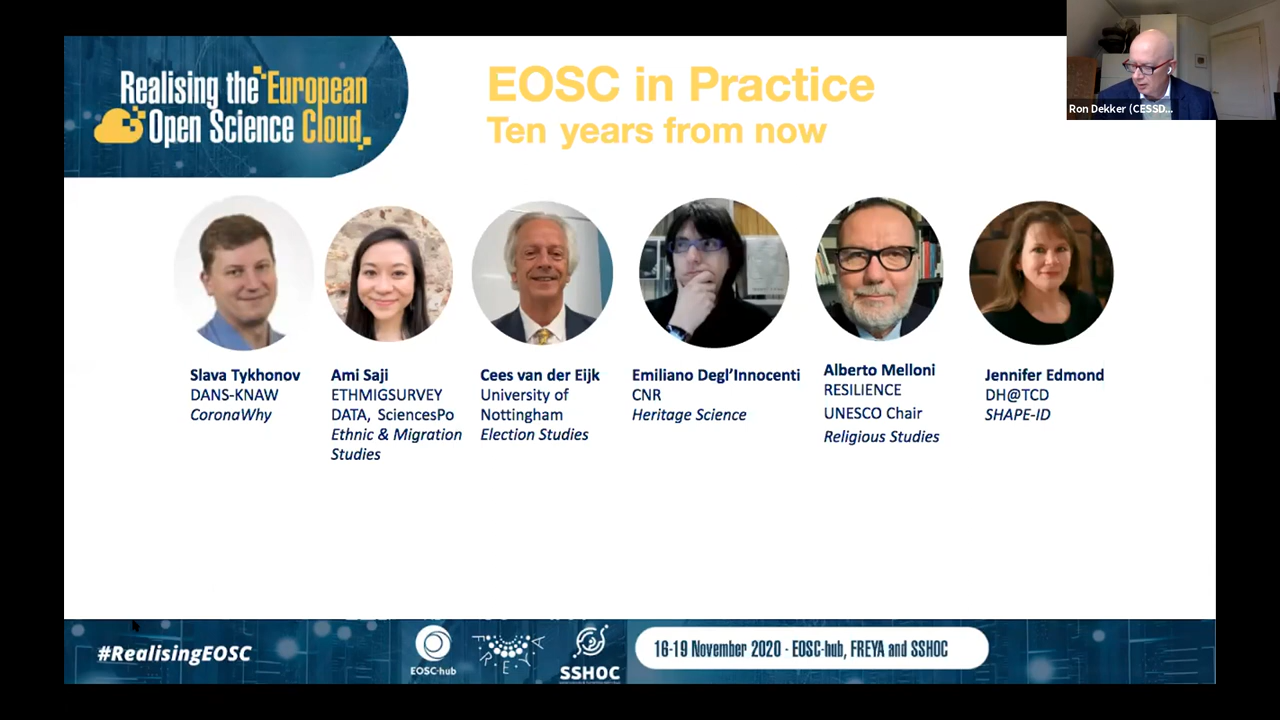 Realising the European
Open Science Cloud
EOSC in Practice
Ten years from now
Ron Dekker (CESSD...
Slava Tykhonov
DANS-KNAW
CoronaWhy
Ami Saji
ETHMIGSURVEY
DATA, SciencesPo
Ethnic & Migration
Studies
Cees van der Eijk
University of
Nottingham
Election Studies
Emiliano Degl'Innocenti
CNR
Heritage Science
Alberto Melloni
RESILIENCE
UNESCO Chair
Religious Studies
Jennifer Edmond
DH@TCD
SHAPE-ID
#RealisingEOSC
EOSC-hub
FREYA
SSHOC
16-19 November 2020 - EOSC-hub, FREYA and SSHOC